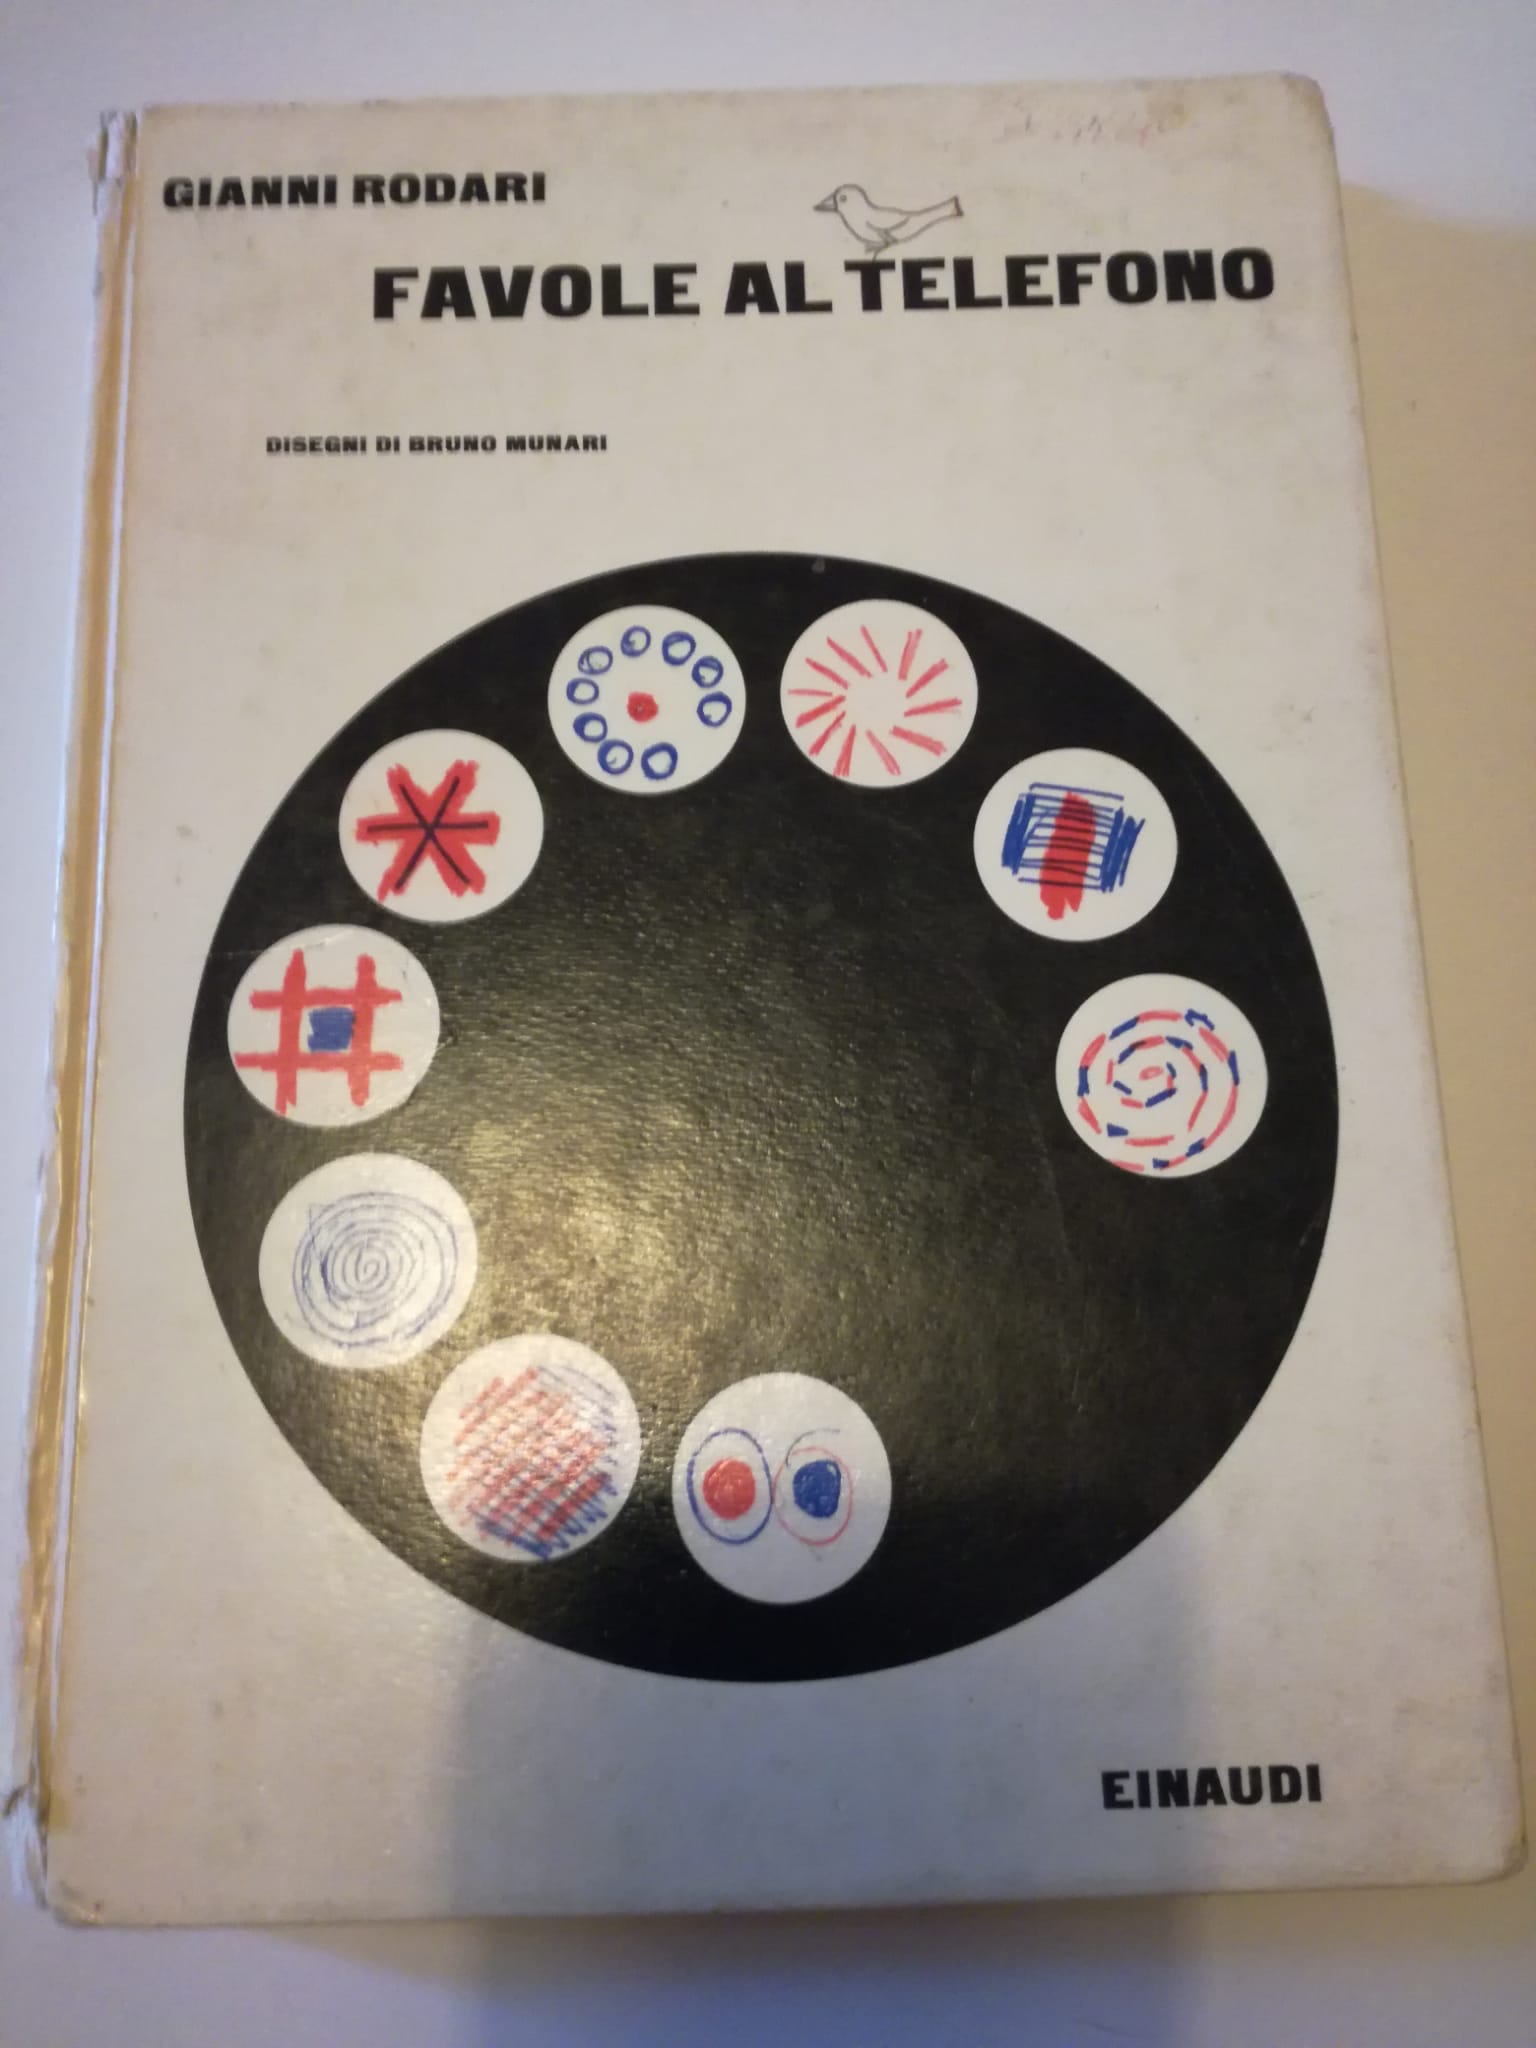 GIANNI RODARI
FAVOLE AL TELEFONO
DISEGNI DI BRUNO MUNARI
EINAUDI